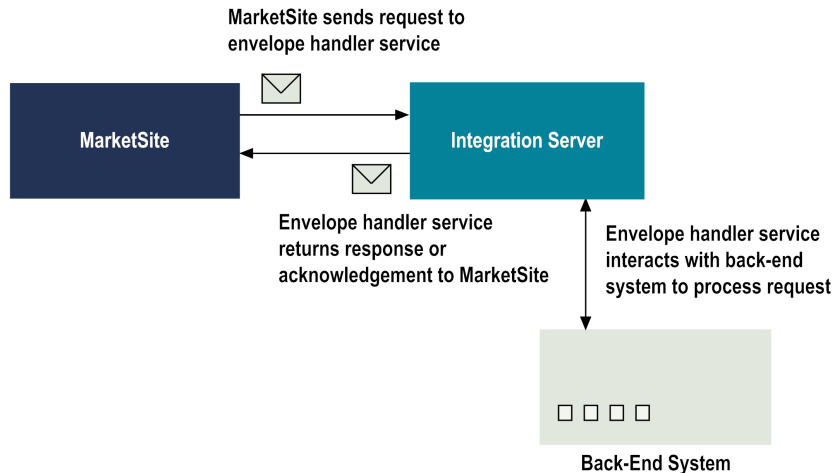 MarketSite sends request to
envelope handler service
MarketSite
Integration Server
Envelope handler service
returns response or
acknowledgement to MarketSite
Envelope handler service
interacts with back-end
system to process request
Back-End System